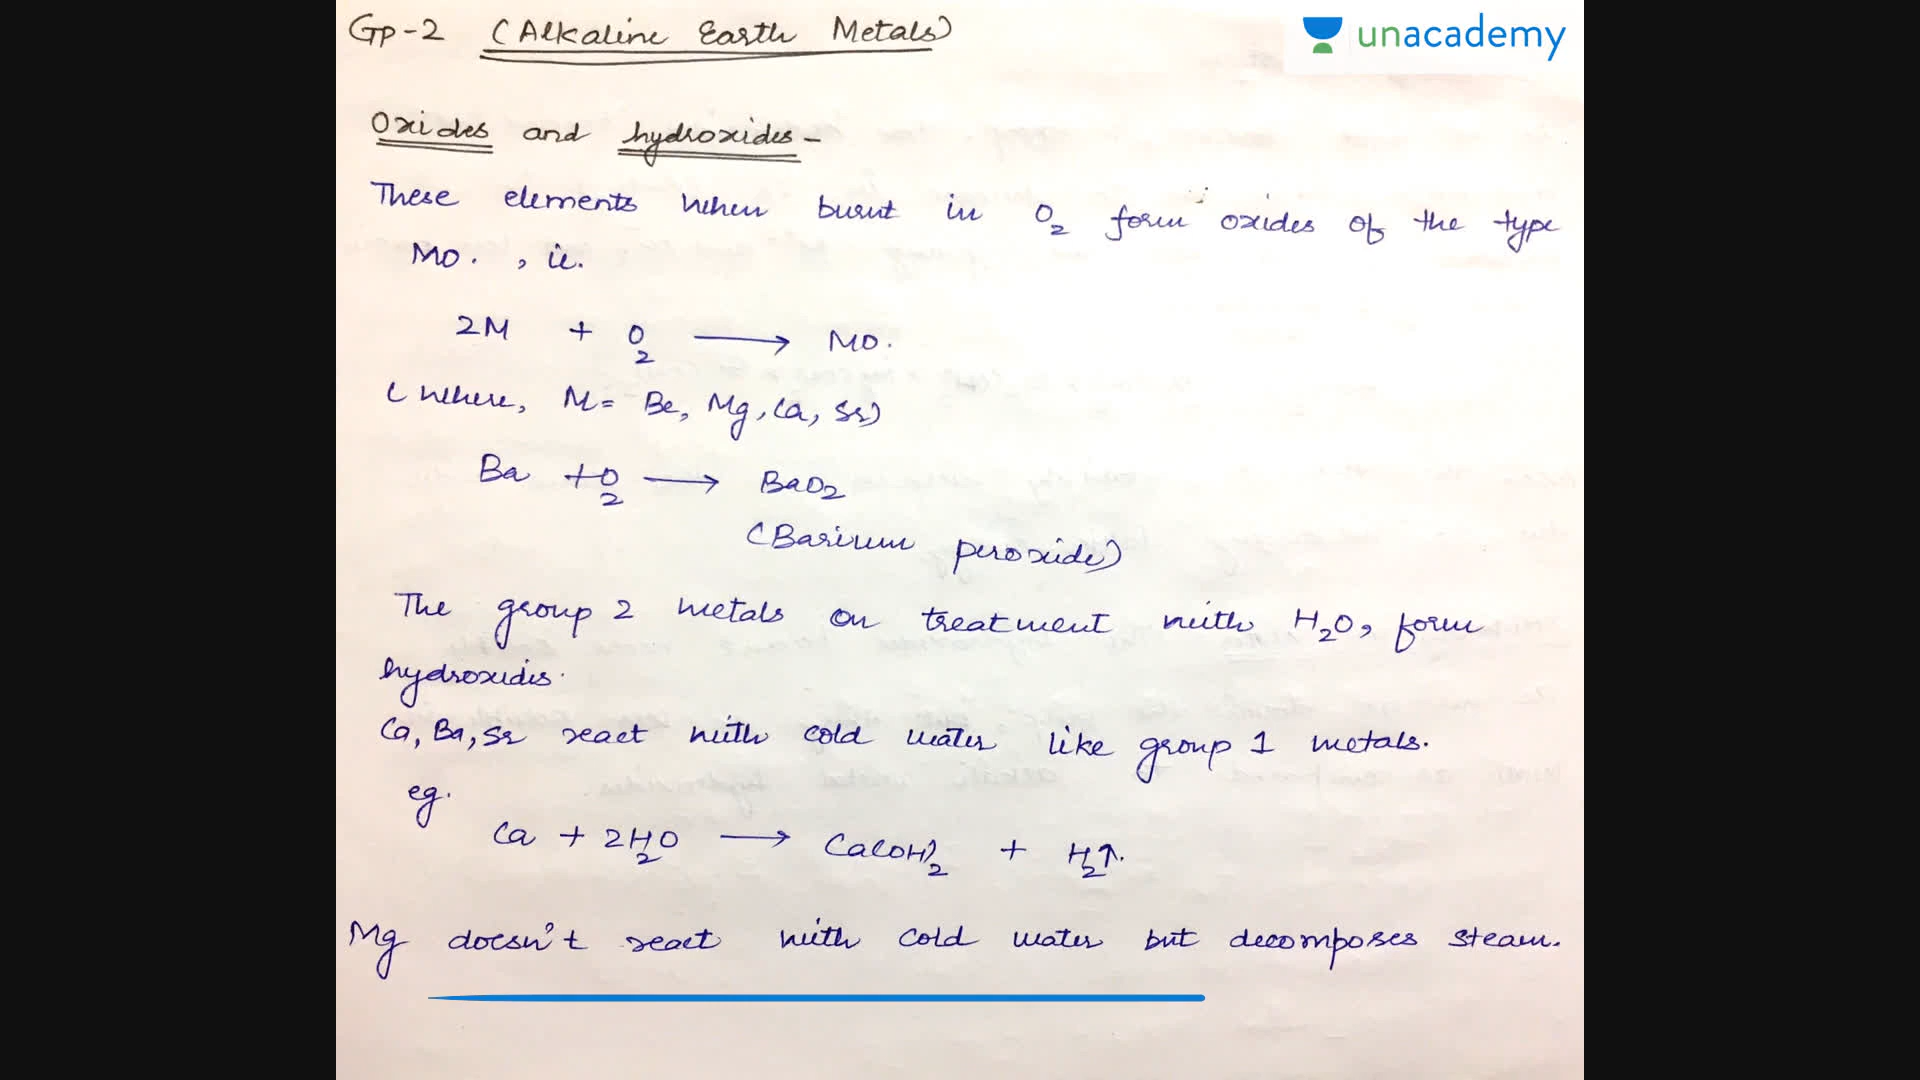 Gp-2 (Alkaline Earth Metals)
unacademy
Oxides and hydroxides-
These elements when burnt in O₂ form oxides of the type
MO. , ie.
2M + O₂ ⟶ MO.
(where, M= Be, Mg, Ca, Sr)
Ba + O₂ ⟶ BaO₂
(Barium peroxide)
The group 2 metals on treatment with H₂O, form
hydroxides.
Ca, Ba, Sr react with cold water like group 1 metals.
eg.
Ca + 2H₂O ⟶ Ca(OH)₂ + H₂↑.
Mg doesn't react with cold water but decomposes steam.